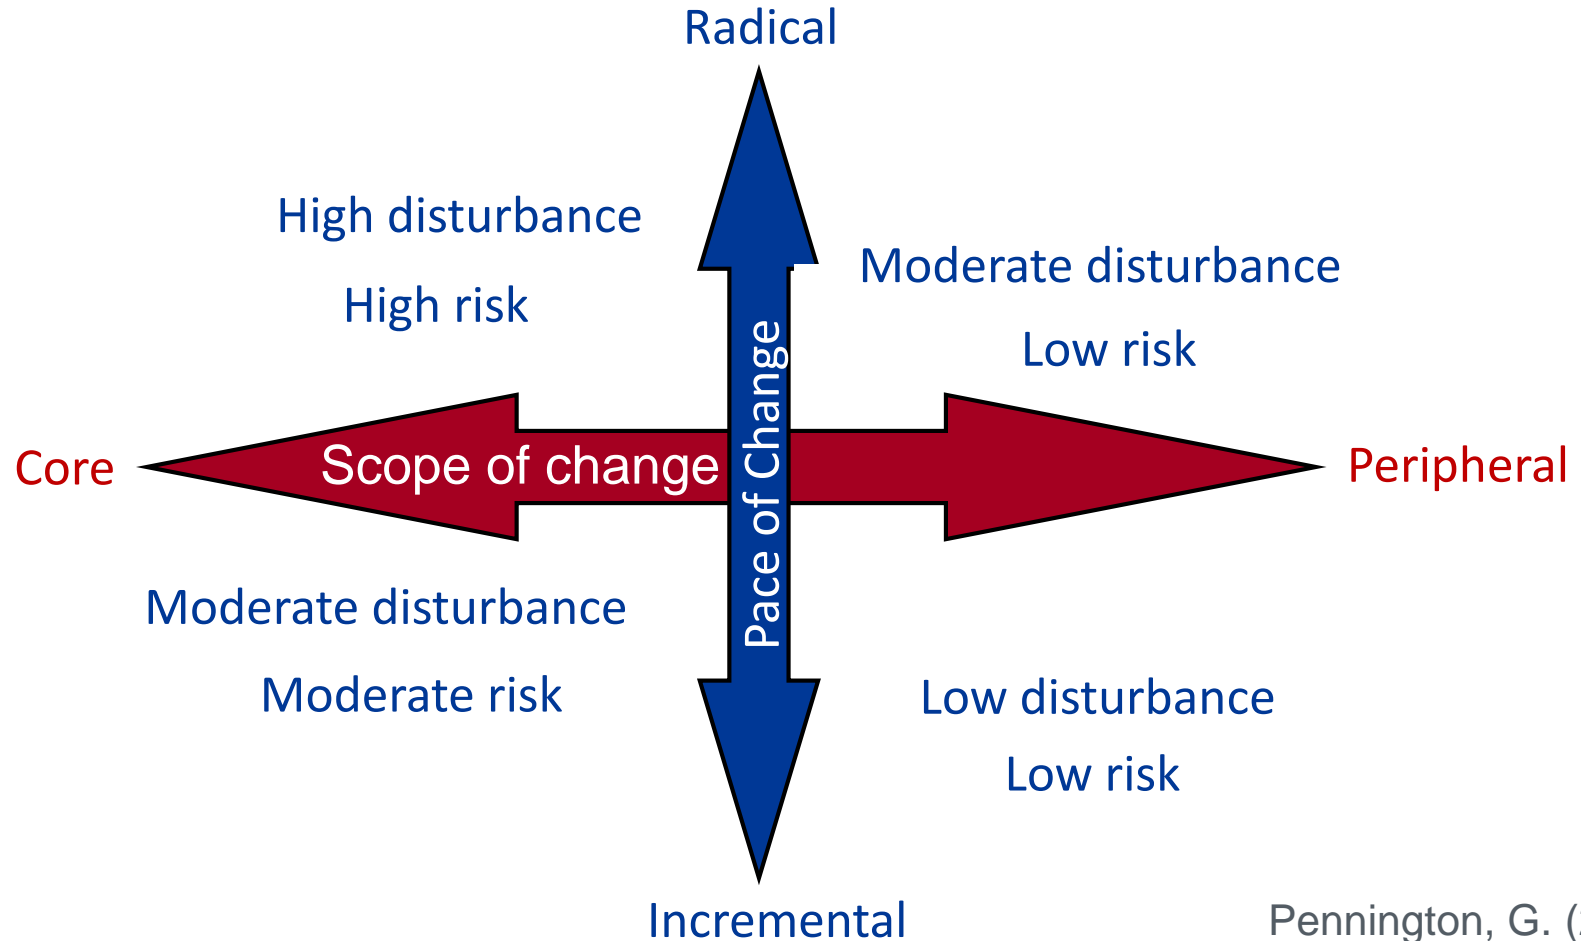 Radical
High disturbance
High risk
Moderate disturbance
Low risk
Core
Scope of change
Pace of Change
Peripheral
Moderate disturbance
Moderate risk
Low disturbance
Low risk
Incremental
Pennington, G. (